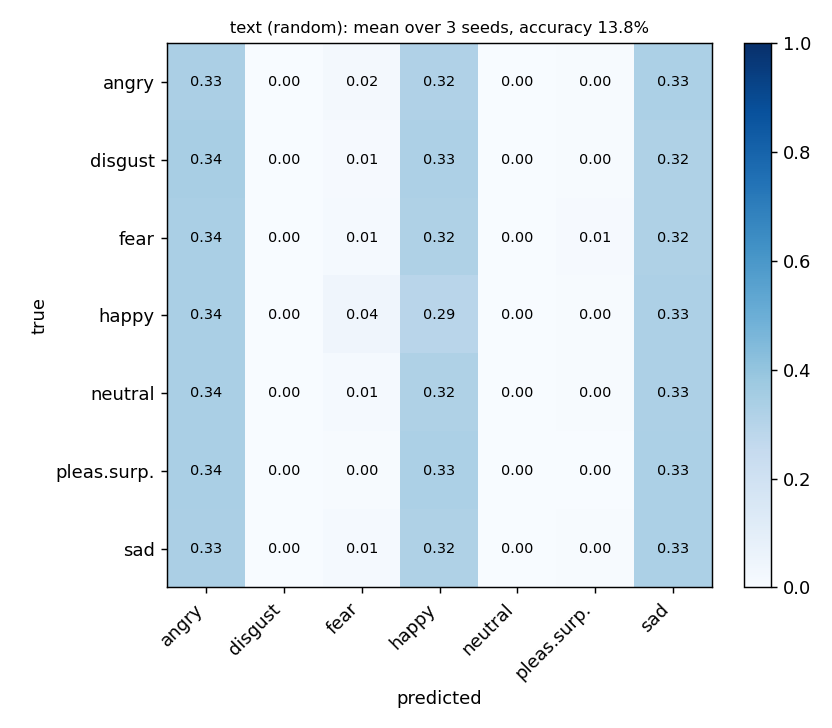 text (random): mean over 3 seeds, accuracy 13.8%
angry 0.33 0.00 0.02 0.32 0.00 0.00 0.33
disgust 0.34 0.00 0.01 0.33 0.00 0.00 0.32
fear 0.34 0.00 0.01 0.32 0.00 0.01 0.32
happy 0.34 0.00 0.04 0.29 0.00 0.00 0.33
neutral 0.34 0.00 0.01 0.32 0.00 0.00 0.33
pleas.surp. 0.34 0.00 0.00 0.33 0.00 0.00 0.33
sad 0.33 0.00 0.01 0.32 0.00 0.00 0.33
angry disgust fear happy neutral pleas.surp. sad
predicted
true
1.0
0.8
0.6
0.4
0.2
0.0